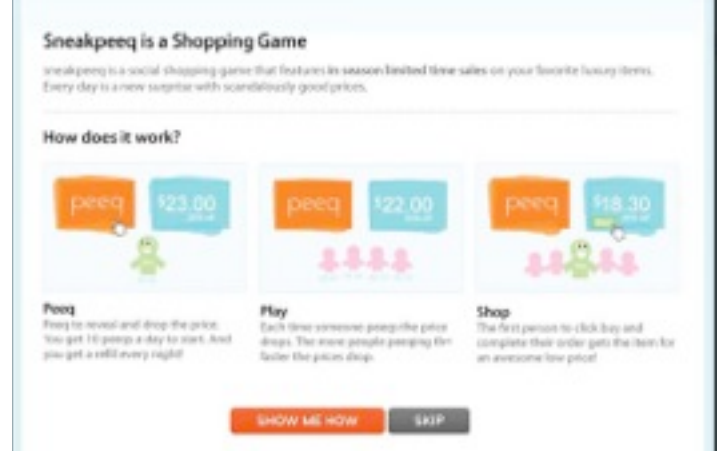 Sneakpeeq is a Shopping Game
sneakpeeq is a social shopping game that features in season limited time sales on your favorite luxury items.
Every day is a new surprise with scandalously good prices.
How does it work?
peeq $23.00
peeq $22.00
peeq $18.30
Peeq
Peeq to reveal and drop the price.
You get 10 peeqs a day to start. And
you get a refill every night!
Play
Each time someone peeqs the price
drops. The more people peeqing the
faster the prices drop.
Shop
The first person to click buy and
complete their order gets the item for
an awesome low price!
SHOW ME HOW
SKIP